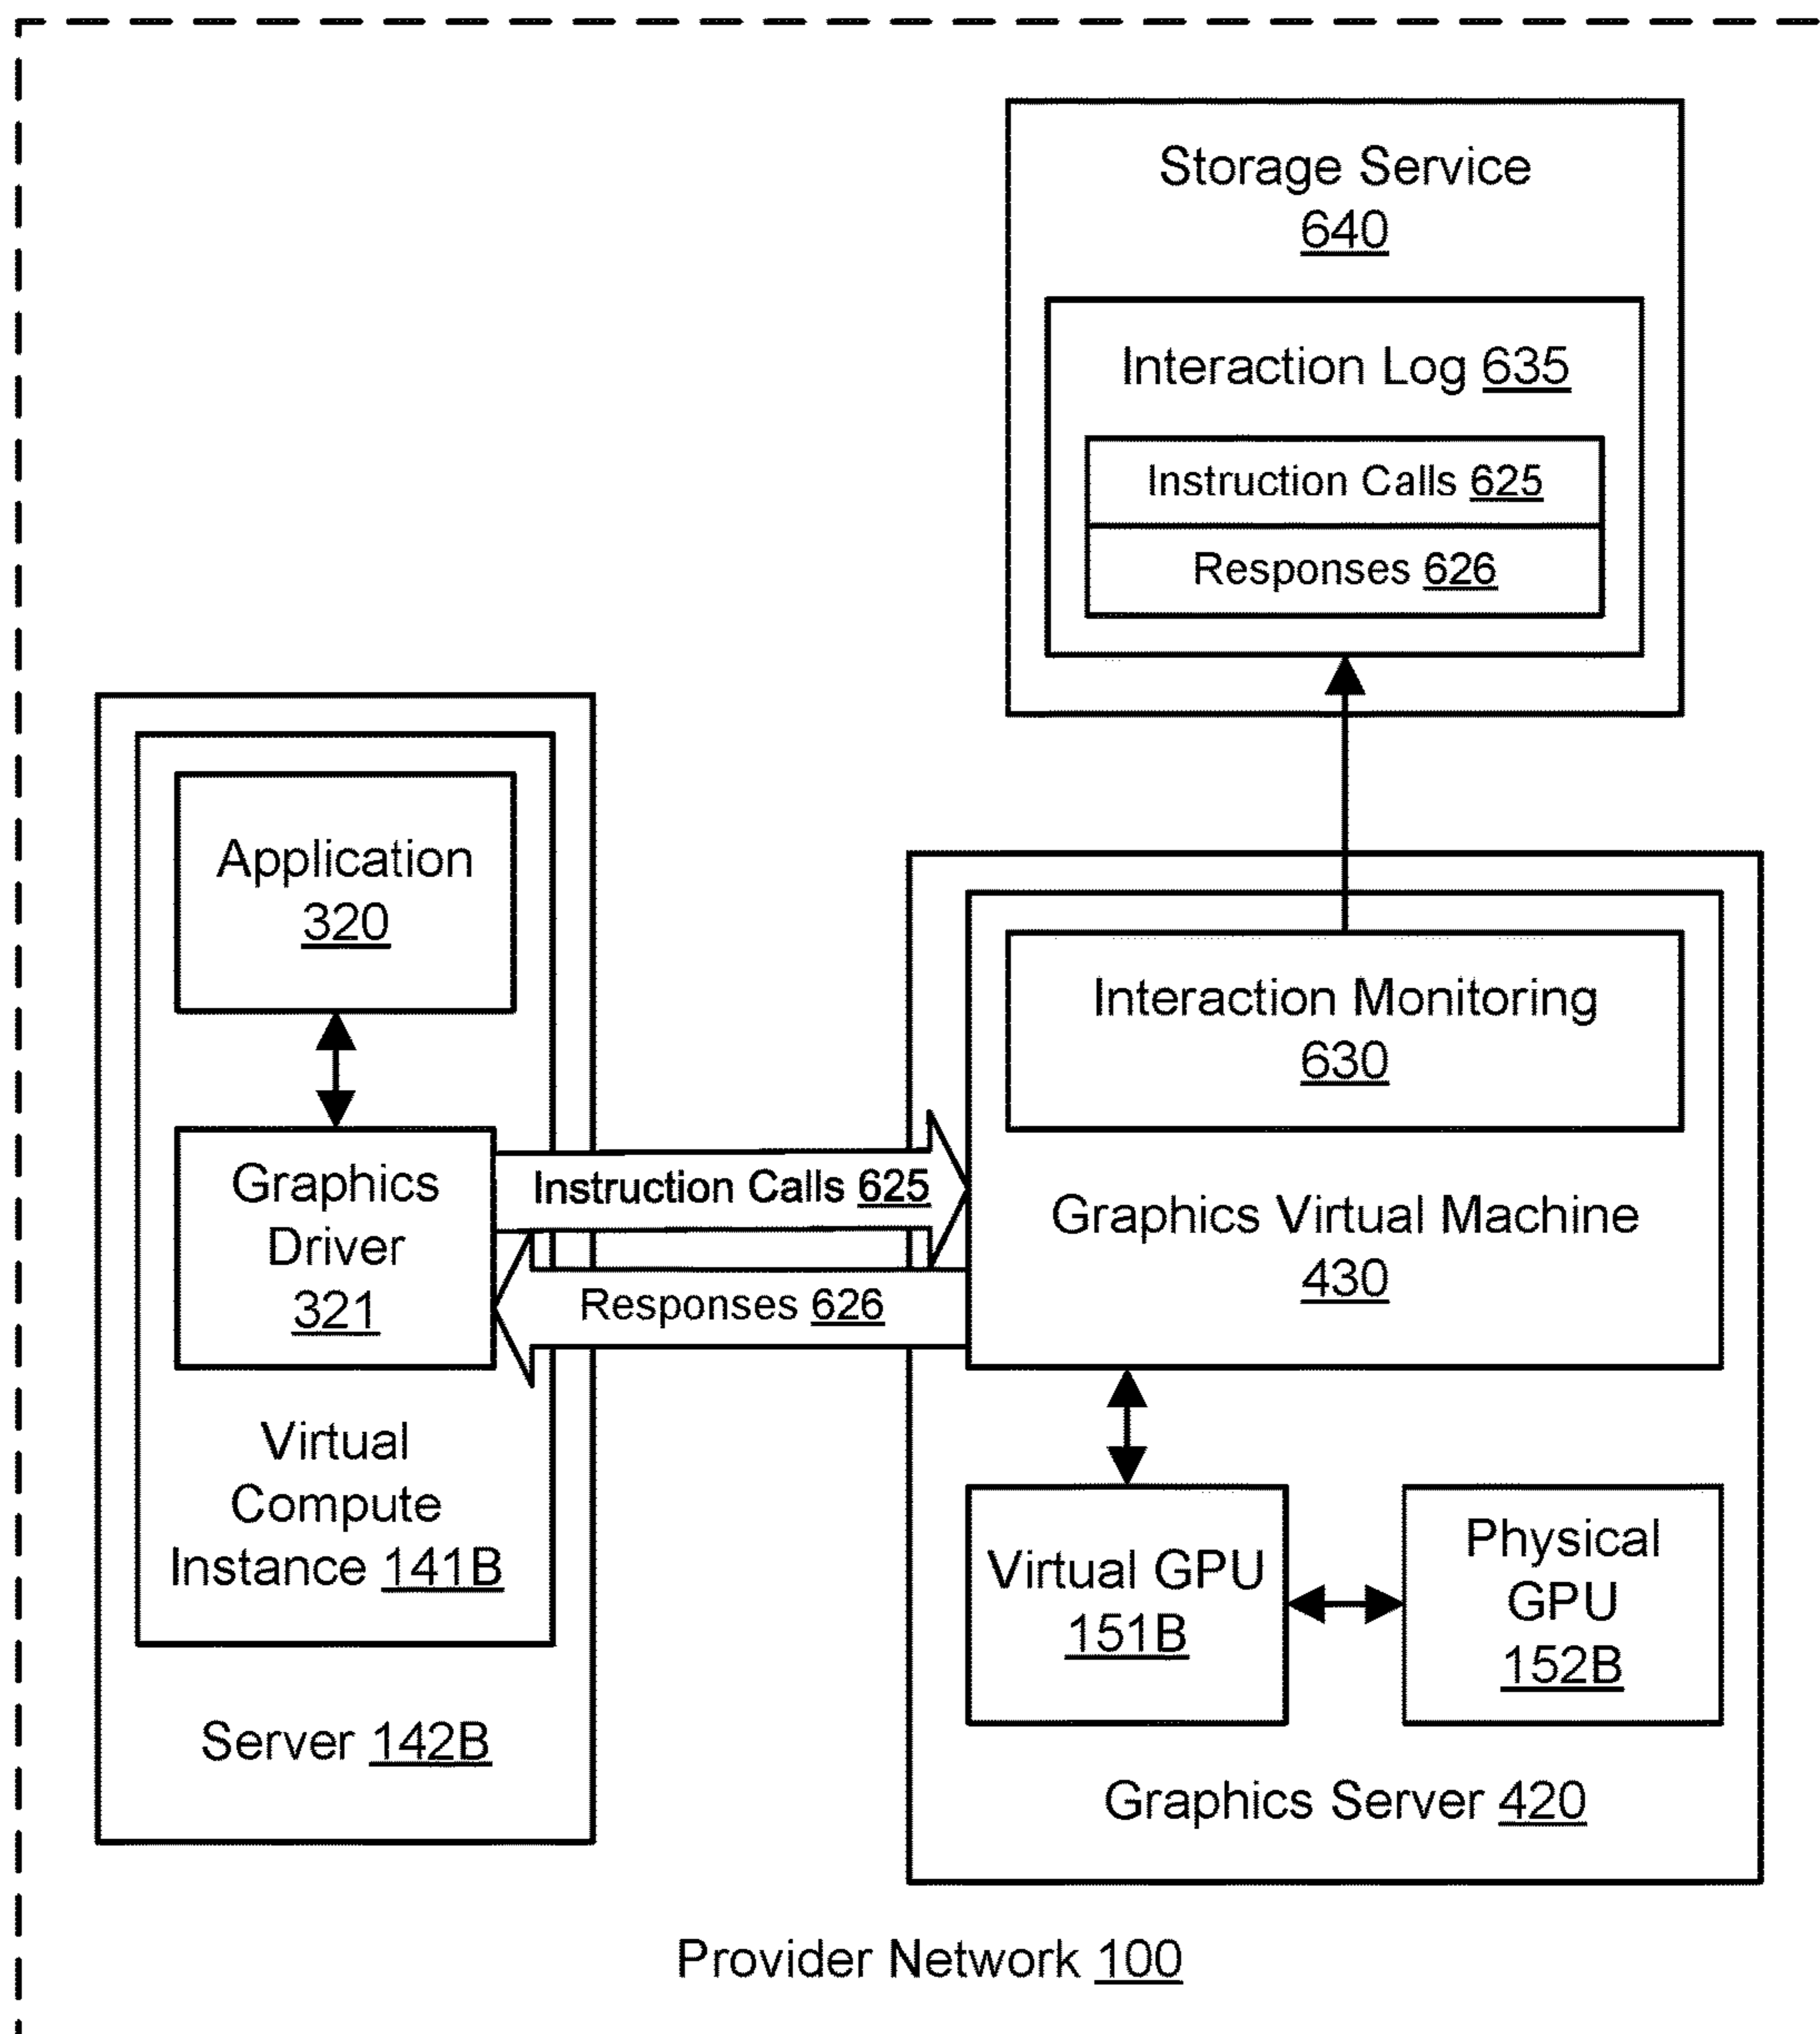 Storage Service
640
Interaction Log 635
Instruction Calls 625
Responses 626
Application
320
Graphics
Driver
321
Virtual
Compute
Instance 141B
Server 142B
Instruction Calls 625
Responses 626
Interaction Monitoring
630
Graphics Virtual Machine
430
Virtual GPU
151B
Physical
GPU
152B
Graphics Server 420
Provider Network 100